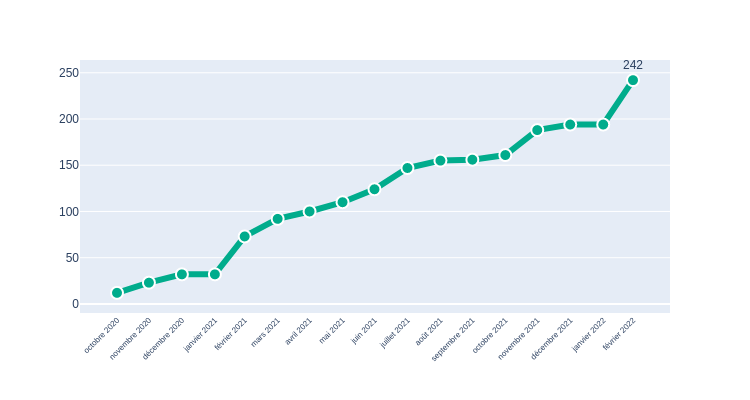 242
250
200
150
100
50
0
octobre 2020
novembre 2020
décembre 2020
janvier 2021
février 2021
mars 2021
avril 2021
mai 2021
juin 2021
juillet 2021
août 2021
septembre 2021
octobre 2021
novembre 2021
décembre 2021
janvier 2022
février 2022